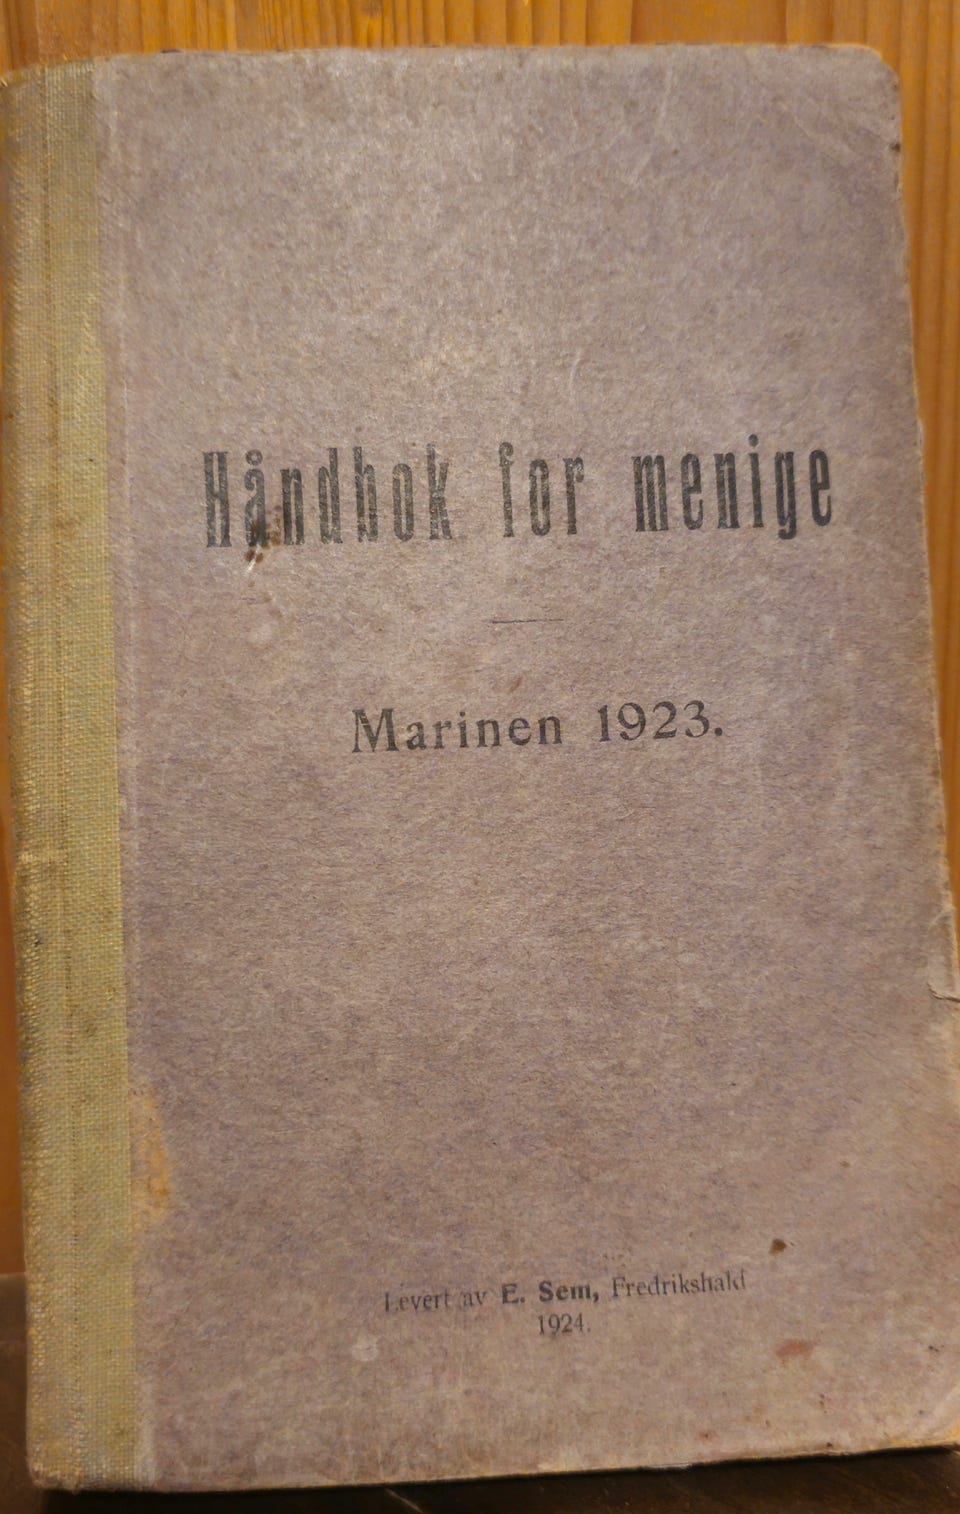 Håndbok for menige
Marinen 1923.
Levert av E. Sem, Fredrikshald
1924.